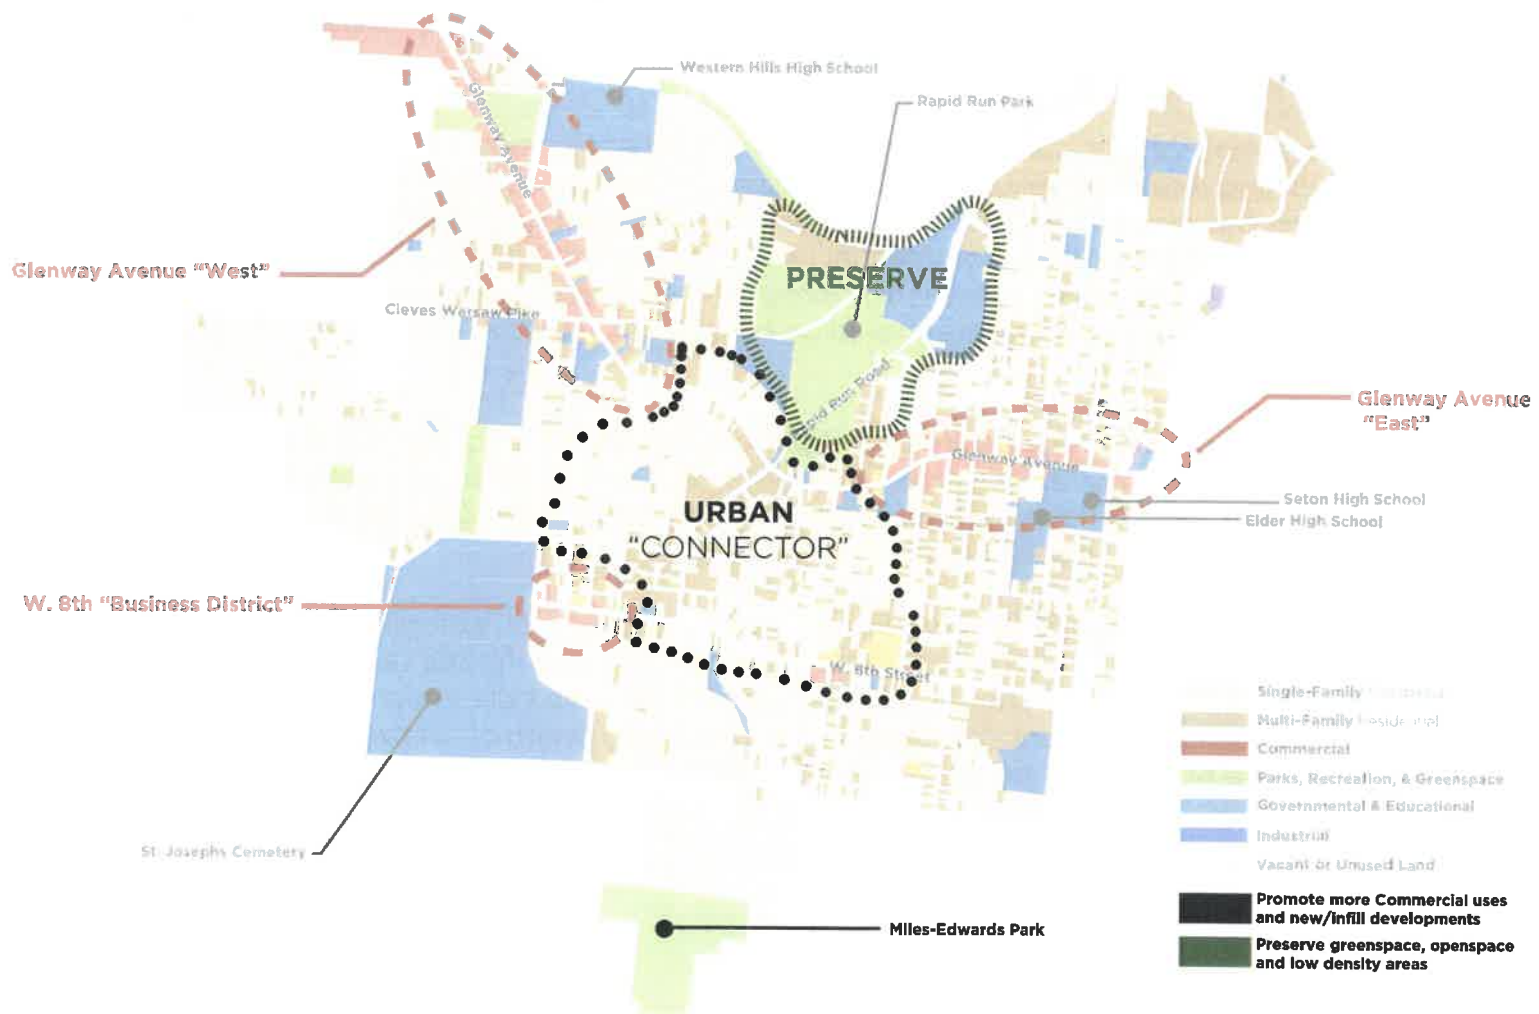 Western Hills High School
Rapid Run Park
Glenway Avenue
PRESERVE
Glenway Avenue "West"
Cleves Warsaw Pike
Rapid Run Road
Glenway Avenue
"East"
Glenway Avenue
Seton High School
Elder High School
URBAN
"CONNECTOR"
W. 8th "Business District"
W. 8th Street
St. Josephs Cemetery
Miles-Edwards Park
Single-Family
Multi-Family Residential
Commercial
Parks, Recreation, & Greenspace
Governmental & Educational
Industrial
Vacant or Unused Land
Promote more Commercial uses
and new/infill developments
Preserve greenspace, openspace
and low density areas